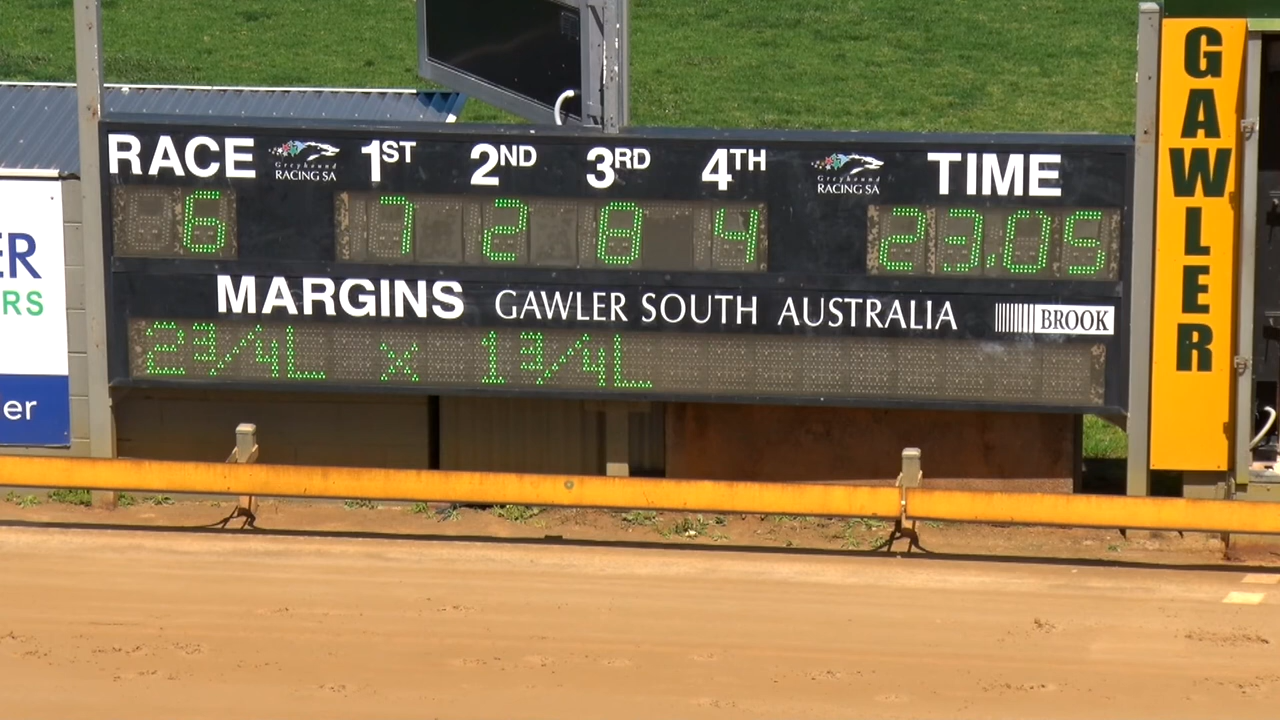 GAWLER
RACE 1ST 2ND 3RD 4TH TIME
Greyhound RACING SA
Greyhound RACING SA
6 7 2 8 4 23.05
MARGINS GAWLER SOUTH AUSTRALIA BROOK
2 3/4L x 1 3/4L
ER
RS
er